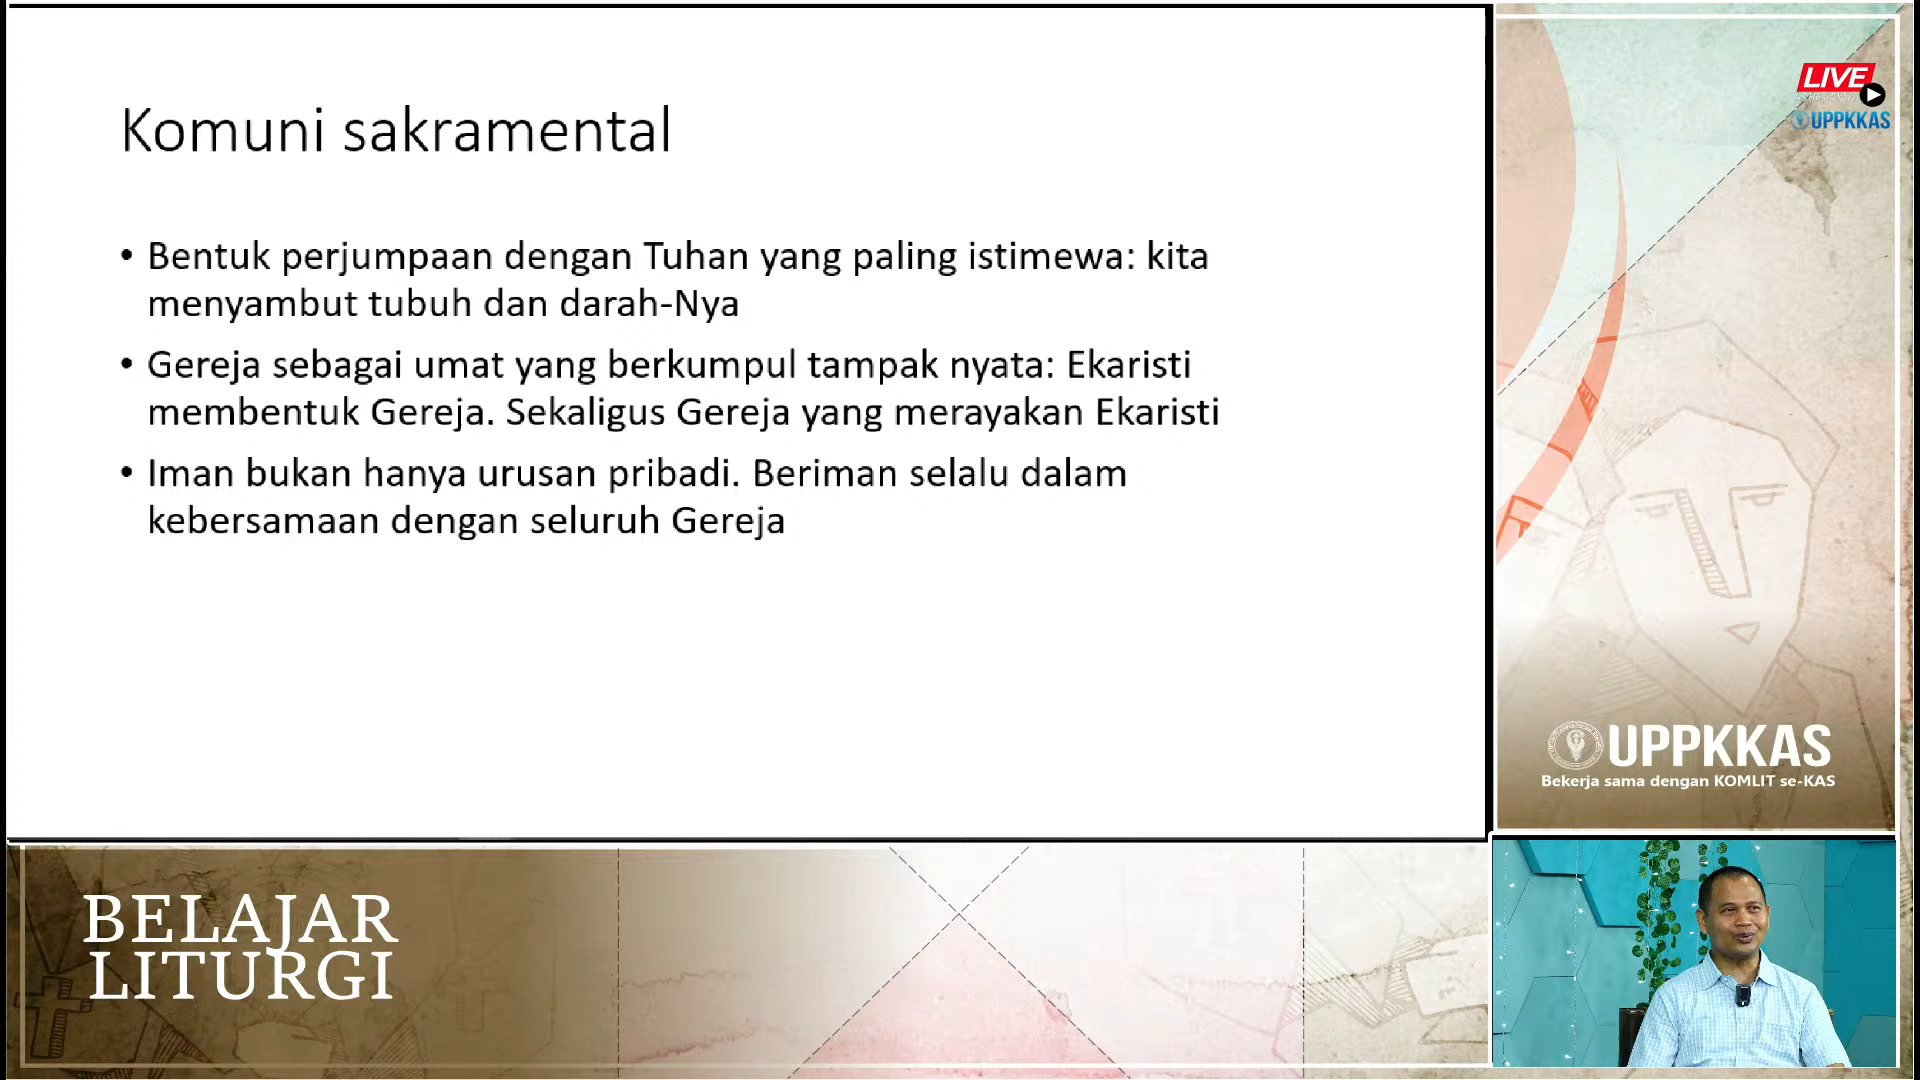 Komuni sakramental
• Bentuk perjumpaan dengan Tuhan yang paling istimewa: kita
menyambut tubuh dan darah-Nya
• Gereja sebagai umat yang berkumpul tampak nyata: Ekaristi
membentuk Gereja. Sekaligus Gereja yang merayakan Ekaristi
• Iman bukan hanya urusan pribadi. Beriman selalu dalam
kebersamaan dengan seluruh Gereja
LIVE
UPPKKAS
UPPKKAS
Bekerja sama dengan KOMLIT se-KAS
BELAJAR
LITURGI